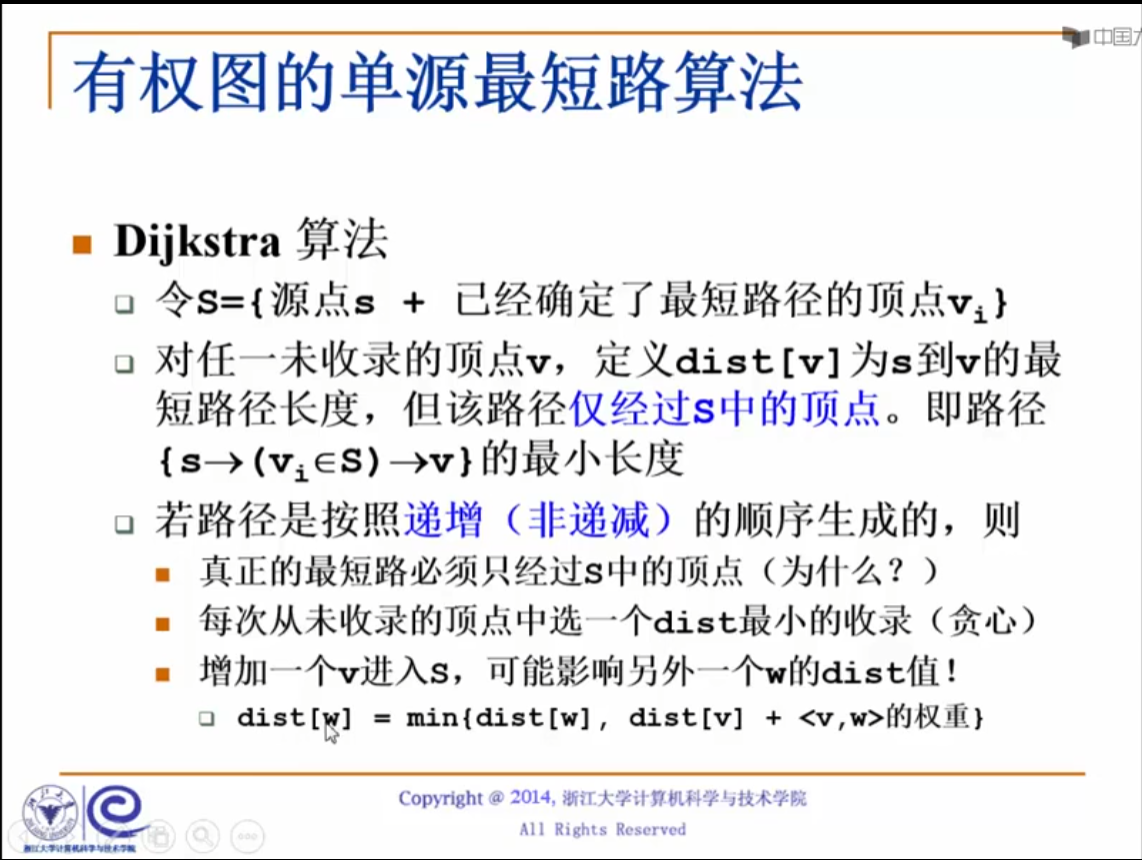 中国大
有权图的单源最短路算法
Dijkstra 算法
令S={源点s + 已经确定了最短路径的顶点vi}
对任一未收录的顶点v，定义dist[v]为s到v的最
短路径长度，但该路径仅经过S中的顶点。即路径
{s→(vi∈S)→v}的最小长度
若路径是按照递增（非递减）的顺序生成的，则
真正的最短路必须只经过S中的顶点（为什么？）
每次从未收录的顶点中选一个dist最小的收录（贪心）
增加一个v进入S，可能影响另外一个w的dist值！
dist[w] = min{dist[w], dist[v] + <v,w>的权重}
Copyright @ 2014, 浙江大学计算机科学与技术学院
All Rights Reserved
浙江大学计算机科学与技术学院